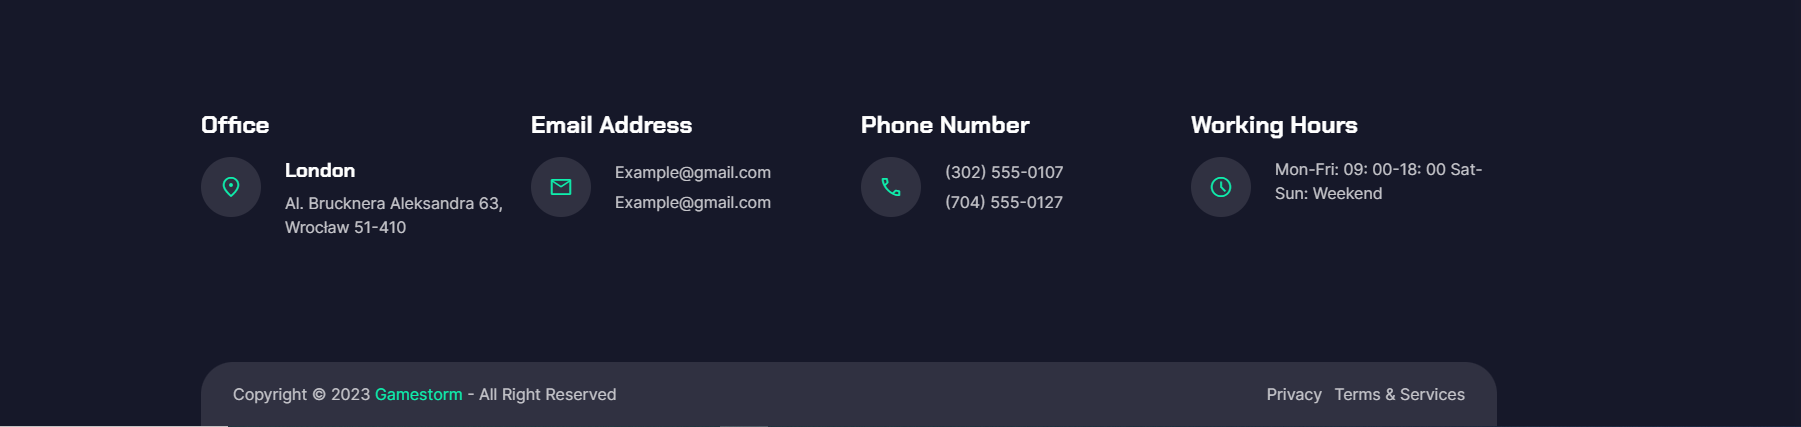 Office
London
Al. Brucknera Aleksandra 63,
Wrocław 51-410
Email Address
Example@gmail.com
Example@gmail.com
Phone Number
(302) 555-0107
(704) 555-0127
Working Hours
Mon-Fri: 09: 00-18: 00 Sat-
Sun: Weekend
Copyright © 2023 Gamestorm - All Right Reserved
Privacy Terms & Services